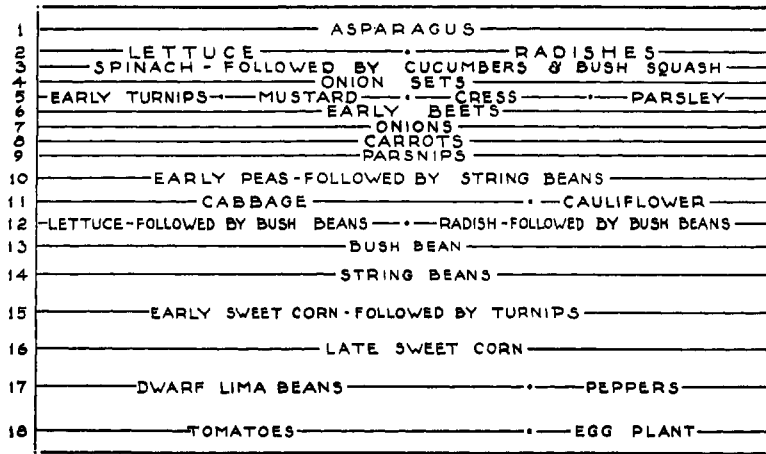 1 ASPARAGUS
2 LETTUCE · RADISHES
3 SPINACH - FOLLOWED BY CUCUMBERS & BUSH SQUASH
4 ONION SETS
5 EARLY TURNIPS · MUSTARD · CRESS · PARSLEY
6 EARLY BEETS
7 ONIONS
8 CARROTS
9 PARSNIPS
10 EARLY PEAS - FOLLOWED BY STRING BEANS
11 CABBAGE · CAULIFLOWER
12 LETTUCE - FOLLOWED BY BUSH BEANS · RADISH - FOLLOWED BY BUSH BEANS
13 BUSH BEAN
14 STRING BEANS
15 EARLY SWEET CORN - FOLLOWED BY TURNIPS
16 LATE SWEET CORN
17 DWARF LIMA BEANS · PEPPERS
18 TOMATOES · EGG PLANT